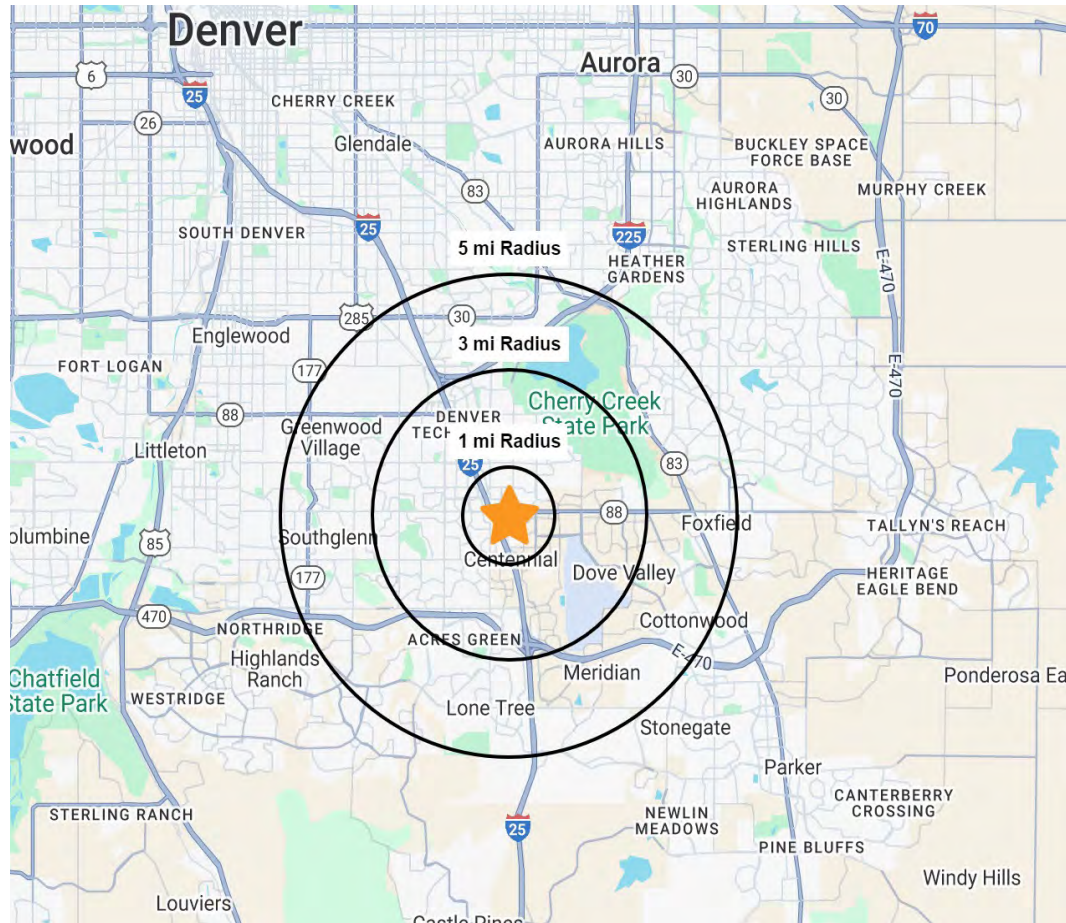 Denver
70
6
25
Aurora
30
30
CHERRY CREEK
26
wood
Glendale
AURORA HILLS
BUCKLEY SPACE
FORCE BASE
83
AURORA
HIGHLANDS
MURPHY CREEK
25
SOUTH DENVER
225
5 mi Radius
STERLING HILLS
HEATHER
GARDENS
E-470
285
30
Englewood
3 mi Radius
FORT LOGAN
177
E-470
Cherry Creek
State Park
88
DENVER
TECH
Greenwood
Village
1 mi Radius
Littleton
25
83
88
Foxfield
TALLYN'S REACH
olumbine
85
Southglenn
Centennial
Dove Valley
177
HERITAGE
EAGLE BEND
470
Cottonwood
NORTHRIDGE
ACRES GREEN
E-470
Highlands
Ranch
Meridian
Chatfield
State Park
Ponderosa Ea
WESTRIDGE
Lone Tree
Stonegate
Parker
CANTERBERRY
CROSSING
STERLING RANCH
NEWLIN
MEADOWS
25
PINE BLUFFS
Windy Hills
Louviers
Castle Pines